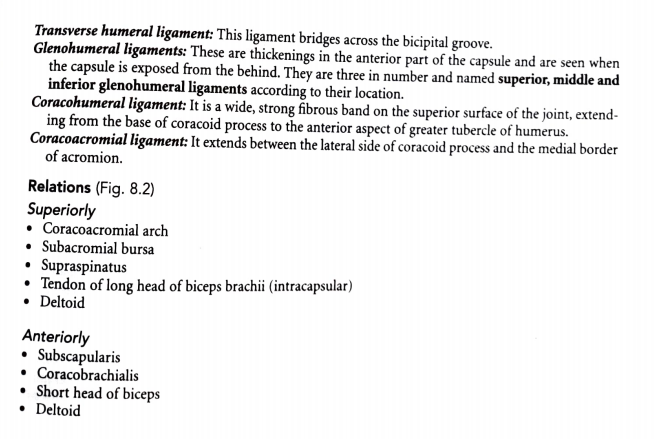 Transverse humeral ligament: This ligament bridges across the bicipital groove.
Glenohumeral ligaments: These are thickenings in the anterior part of the capsule and are seen when
the capsule is exposed from the behind. They are three in number and named superior, middle and
inferior glenohumeral ligaments according to their location.
Coracohumeral ligament: It is a wide, strong fibrous band on the superior surface of the joint, extend-
ing from the base of coracoid process to the anterior aspect of greater tubercle of humerus.
Coracoacromial ligament: It extends between the lateral side of coracoid process and the medial border
of acromion.
Relations (Fig. 8.2)
Superiorly
• Coracoacromial arch
• Subacromial bursa
• Supraspinatus
• Tendon of long head of biceps brachii (intracapsular)
• Deltoid
Anteriorly
• Subscapularis
• Coracobrachialis
• Short head of biceps
• Deltoid